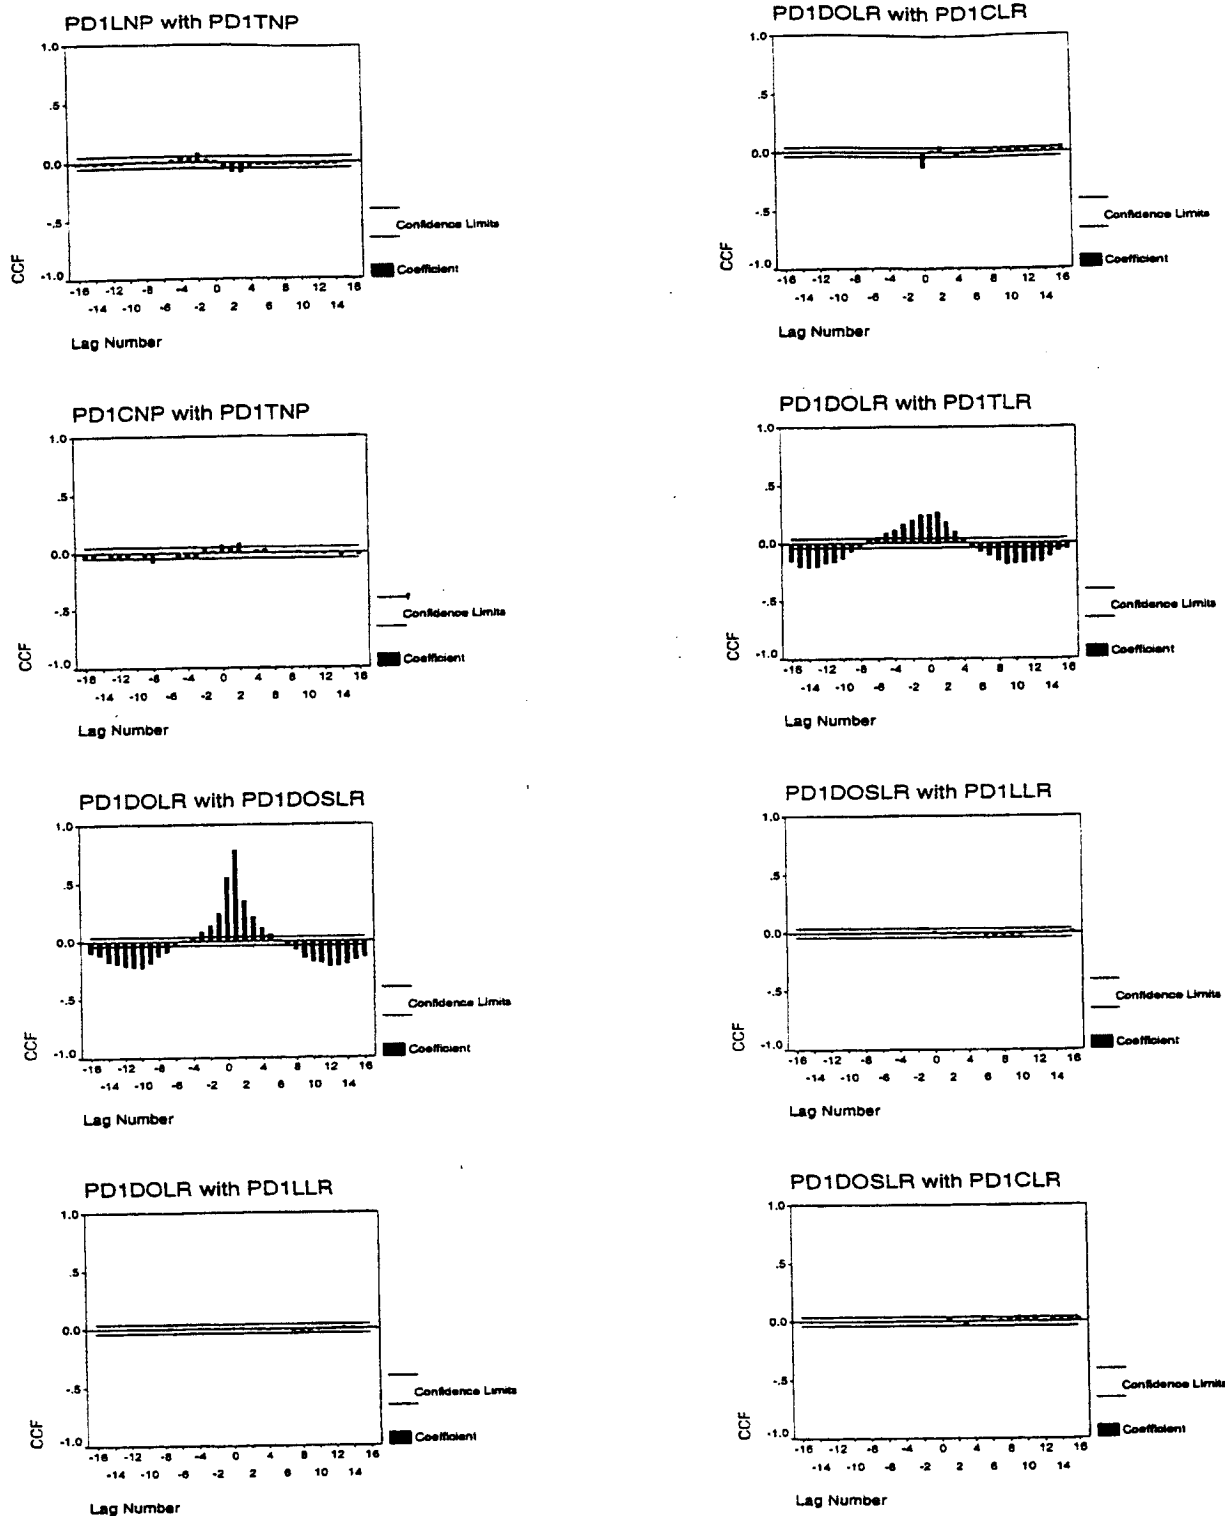 PD1LNP with PD1TNP
1.0
.5
0.0
-.5
-1.0
CCF
-16 -12 -8 -4 0 4 8 12 16
-14 -10 -6 -2 2 6 10 14
Lag Number
Confidence Limits
Coefficient
PD1DOLR with PD1CLR
1.0
.5
0.0
-.5
-1.0
CCF
-16 -12 -8 -4 0 4 8 12 16
-14 -10 -6 -2 2 6 10 14
Lag Number
Confidence Limits
Coefficient
PD1CNP with PD1TNP
1.0
.5
0.0
-.5
-1.0
CCF
-16 -12 -8 -4 0 4 8 12 16
-14 -10 -6 -2 2 6 10 14
Lag Number
Confidence Limits
Coefficient
PD1DOLR with PD1TLR
1.0
.5
0.0
-.5
-1.0
CCF
-16 -12 -8 -4 0 4 8 12 16
-14 -10 -6 -2 2 6 10 14
Lag Number
Confidence Limits
Coefficient
PD1DOLR with PD1DOSLR
1.0
.5
0.0
-.5
-1.0
CCF
-16 -12 -8 -4 0 4 8 12 16
-14 -10 -6 -2 2 6 10 14
Lag Number
Confidence Limits
Coefficient
PD1DOSLR with PD1LLR
1.0
.5
0.0
-.5
-1.0
CCF
-16 -12 -8 -4 0 4 8 12 16
-14 -10 -6 -2 2 6 10 14
Lag Number
Confidence Limits
Coefficient
PD1DOLR with PD1LLR
1.0
.5
0.0
-.5
-1.0
CCF
-16 -12 -8 -4 0 4 8 12 16
-14 -10 -6 -2 2 6 10 14
Lag Number
Confidence Limits
Coefficient
PD1DOSLR with PD1CLR
1.0
.5
0.0
-.5
-1.0
CCF
-16 -12 -8 -4 0 4 8 12 16
-14 -10 -6 -2 2 6 10 14
Lag Number
Confidence Limits
Coefficient